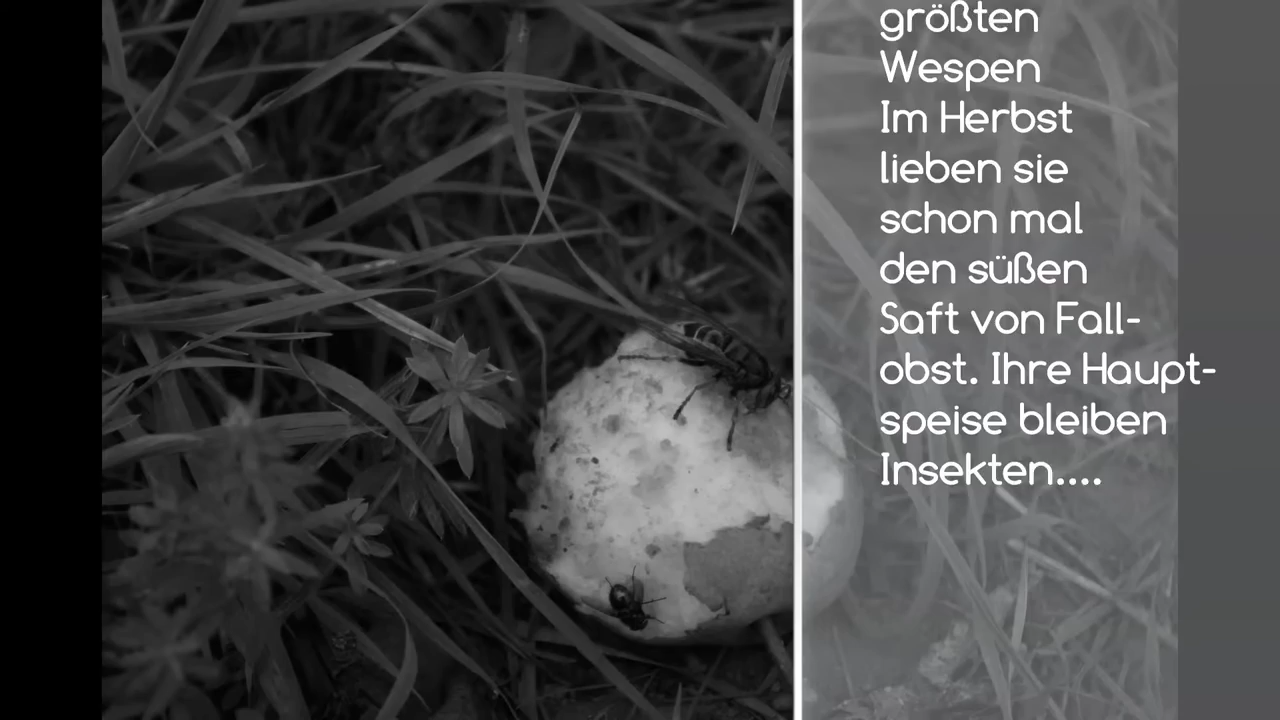 größten
Wespen
Im Herbst
lieben sie
schon mal
den süßen
Saft von Fall-
obst. Ihre Haupt-
speise bleiben
Insekten....